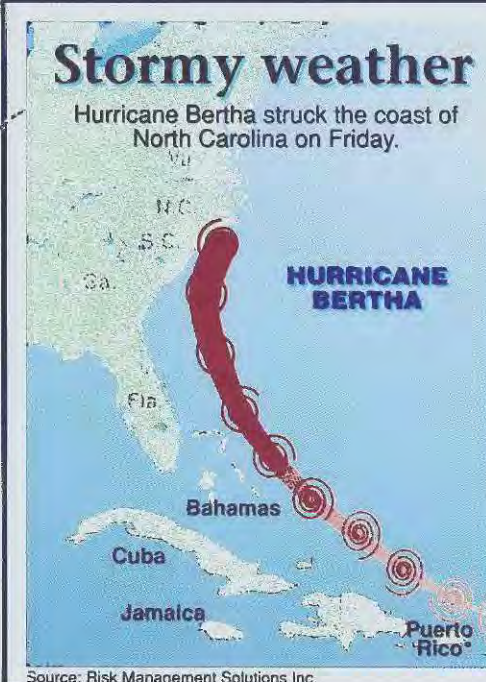 Stormy weather
Hurricane Bertha struck the coast of
North Carolina on Friday.
Va.
N.C.
S.C.
Ga.
HURRICANE
BERTHA
Fla.
Bahamas
Cuba
Jamaica
Puerto
Rico
Source: Risk Management Solutions Inc